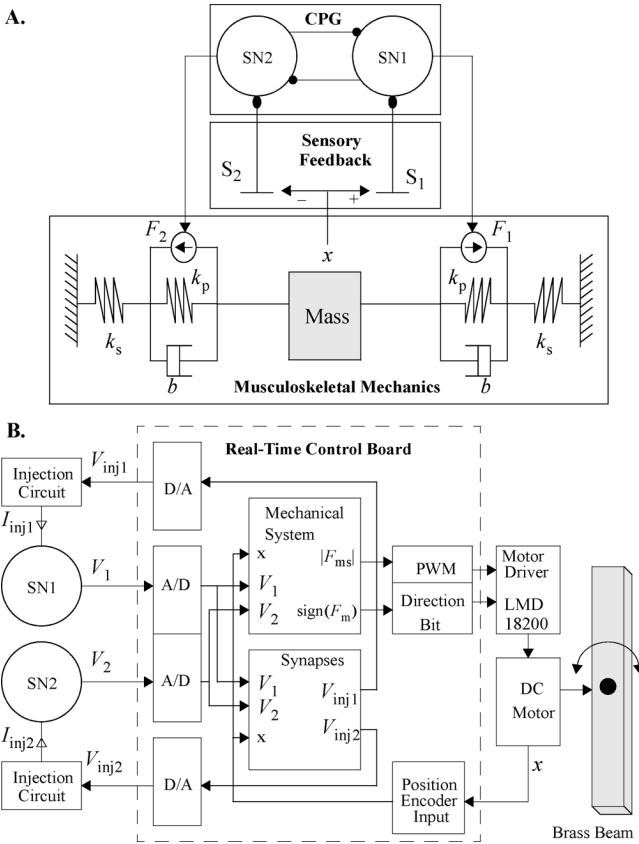 A.
CPG
SN2
SN1
Sensory
Feedback
S2
S1
− +
x
F2
F1
kp
kp
Mass
ks
ks
b
b
Musculoskeletal Mechanics
B.
Real-Time Control Board
Injection
Circuit
Vinj1
D/A
Iinj1
Mechanical
System
x
|Fms|
PWM
Motor
Driver
SN1
V1
A/D
V1
V2
sign(Fm)
Direction
Bit
LMD
18200
SN2
V2
A/D
Synapses
V1
Vinj1
V2
Vinj2
x
DC
Motor
Iinj2
Vinj2
Injection
Circuit
D/A
Position
Encoder
Input
x
Brass Beam